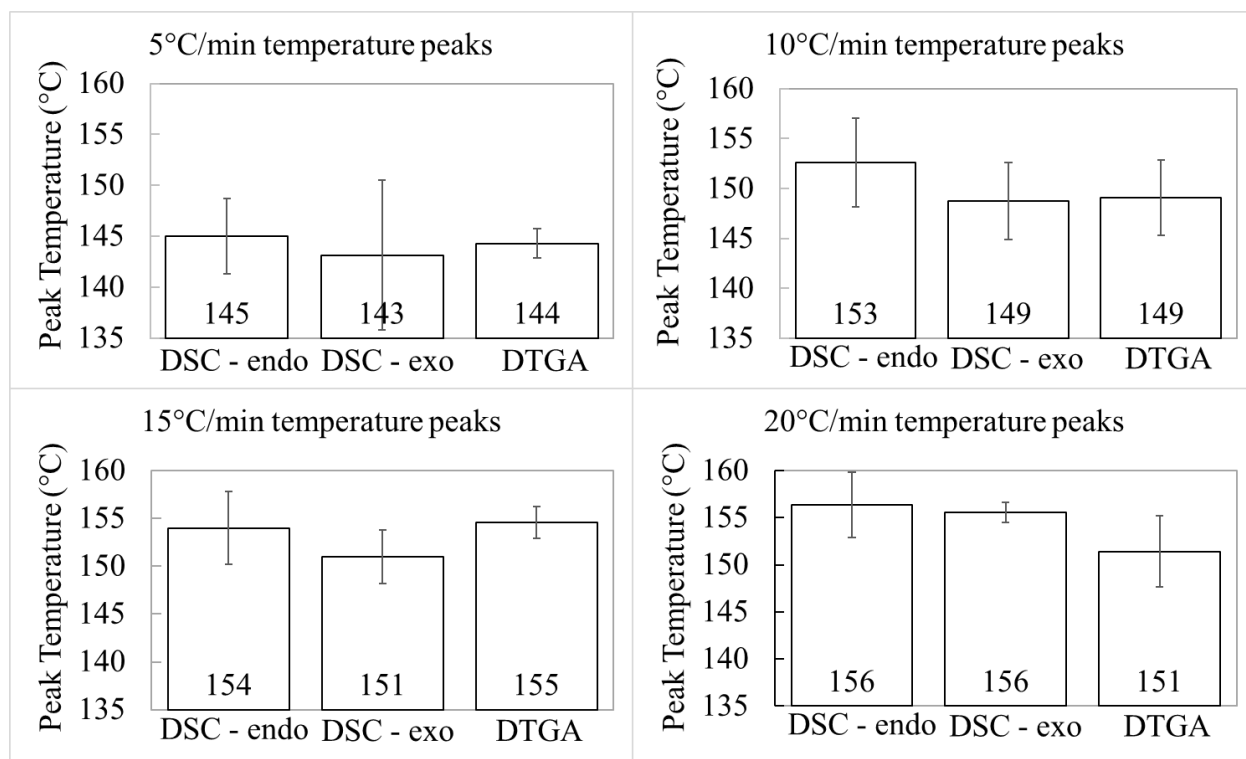 5°C/min temperature peaks
Peak Temperature (°C)
160
155
150
145
140
135
145
143
144
DSC - endo
DSC - exo
DTGA
10°C/min temperature peaks
Peak Temperature (°C)
160
155
150
145
140
135
153
149
149
DSC - endo
DSC - exo
DTGA
15°C/min temperature peaks
Peak Temperature (°C)
160
155
150
145
140
135
154
151
155
DSC - endo
DSC - exo
DTGA
20°C/min temperature peaks
Peak Temperature (°C)
160
155
150
145
140
135
156
156
151
DSC - endo
DSC - exo
DTGA